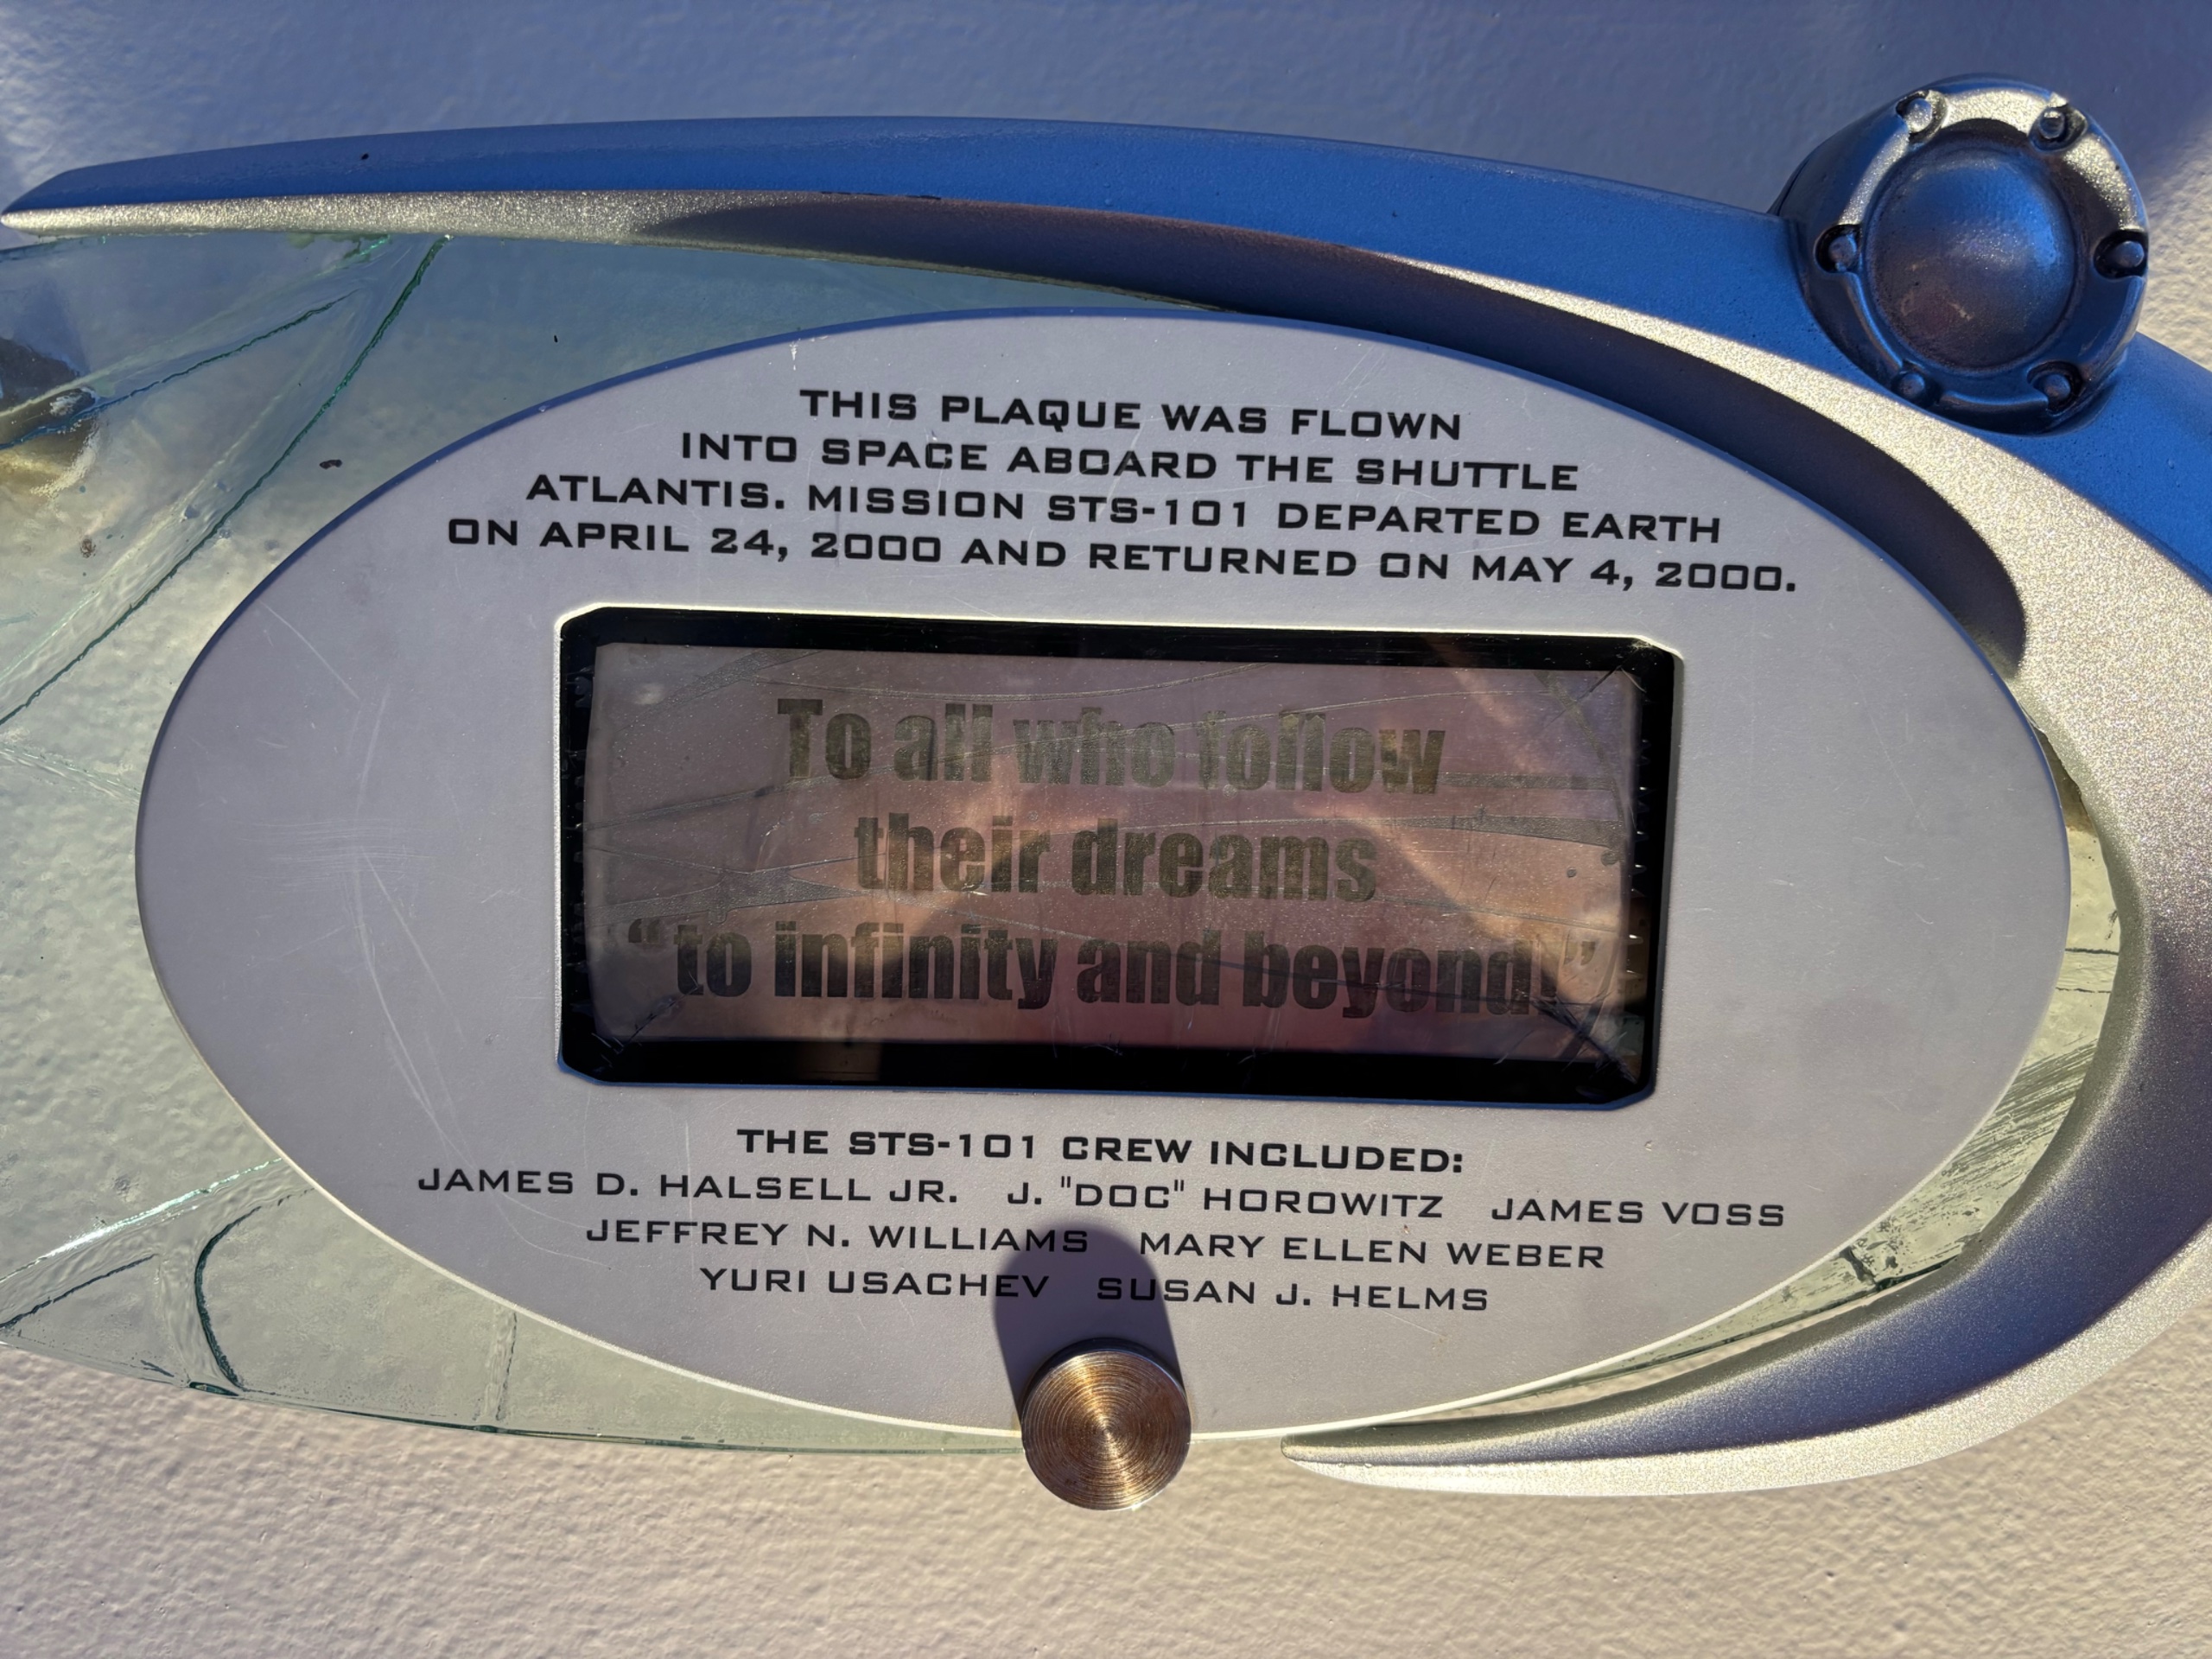 THIS PLAQUE WAS FLOWN
INTO SPACE ABOARD THE SHUTTLE
ATLANTIS. MISSION STS-101 DEPARTED EARTH
ON APRIL 24, 2000 AND RETURNED ON MAY 4, 2000.
To all who follow
their dreams
“to infinity and beyond!”
THE STS-101 CREW INCLUDED:
JAMES D. HALSELL JR. J. "DOC" HOROWITZ JAMES VOSS
JEFFREY N. WILLIAMS MARY ELLEN WEBER
YURI USACHEV SUSAN J. HELMS